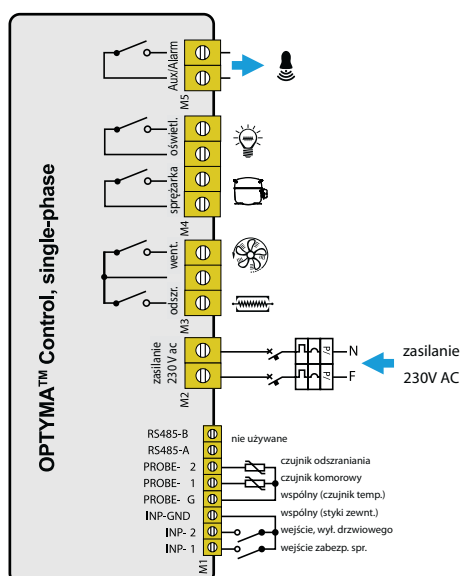 OPTYMA™ Control, single-phase
Aux/Alarm
M5
oświetl.
sprężarka
M4
went.
odszr.
M3
zasilanie
230 V ac
M2
P/
N
P/
F
zasilanie
230V AC
RS485-B
nie używane
RS485-A
PROBE- 2
czujnik odszraniania
PROBE- 1
czujnik komorowy
PROBE- G
wspólny (czujnik temp.)
INP-GND
wspólny (styki zewnt.)
INP- 2
wejście, wył. drzwiowego
INP- 1
wejście zabezp. spr.
M1